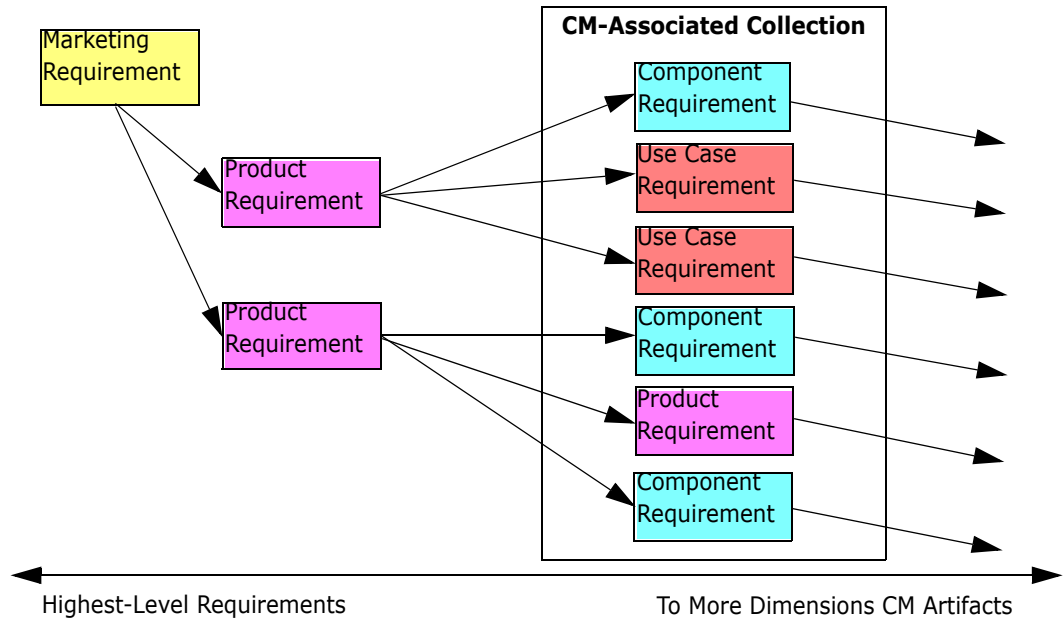 CM-Associated Collection
Marketing
Requirement
Product
Requirement
Product
Requirement
Component
Requirement
Use Case
Requirement
Use Case
Requirement
Component
Requirement
Product
Requirement
Component
Requirement
Highest-Level Requirements
To More Dimensions CM Artifacts